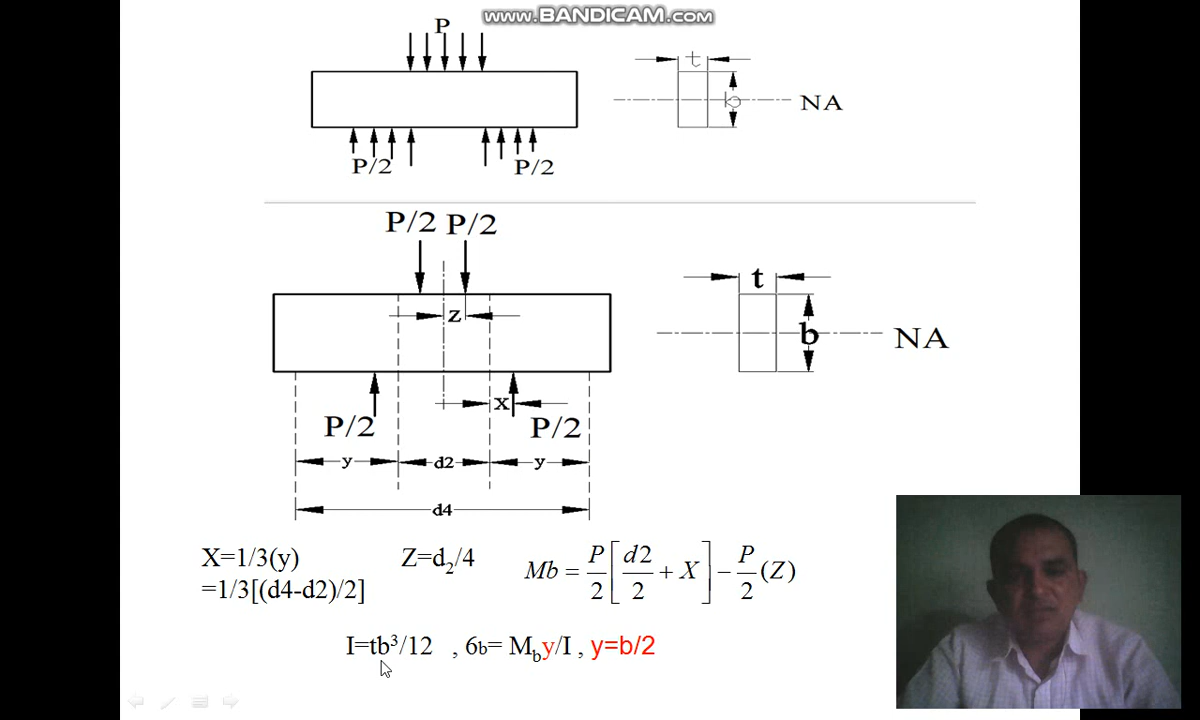 www.BANDICAM.com
P
t
b
NA
P/2 P/2
P/2 P/2
t
z
b
NA
x
P/2 P/2
y d2 y
d4
X=1/3(y) Z=d₂/4 Mb = P/2 [d2/2 + X] − P/2 (Z)
=1/3[(d4-d2)/2]
I=tb³/12 , 6b= M_b y/I , y=b/2